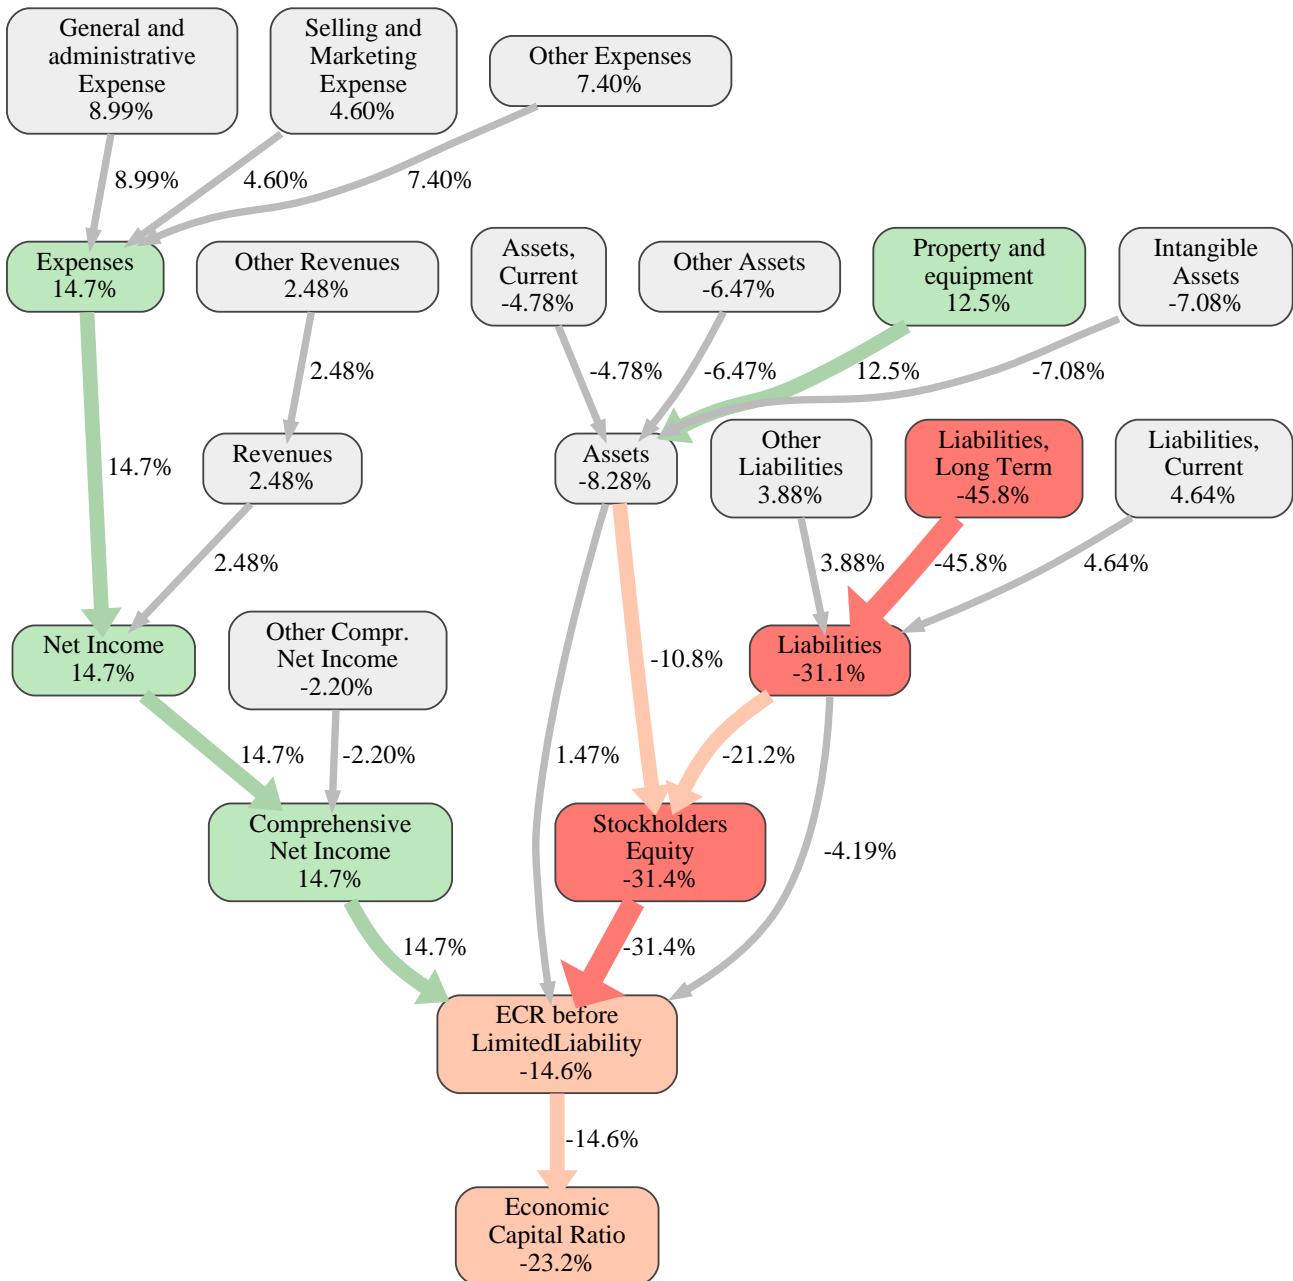 General and
administrative
Expense
8.99%
Selling and
Marketing
Expense
4.60%
Other Expenses
7.40%
8.99%
4.60%
7.40%
Expenses
14.7%
Other Revenues
2.48%
Assets,
Current
-4.78%
Other Assets
-6.47%
Property and
equipment
12.5%
Intangible
Assets
-7.08%
2.48%
-4.78%
-6.47%
12.5%
-7.08%
14.7%
Revenues
2.48%
Assets
-8.28%
Other
Liabilities
3.88%
Liabilities,
Long Term
-45.8%
Liabilities,
Current
4.64%
2.48%
3.88%
-45.8%
4.64%
Net Income
14.7%
Other Compr.
Net Income
-2.20%
-10.8%
Liabilities
-31.1%
14.7%
-2.20%
1.47%
-21.2%
Comprehensive
Net Income
14.7%
Stockholders
Equity
-31.4%
-4.19%
14.7%
-31.4%
ECR before
LimitedLiability
-14.6%
-14.6%
Economic
Capital Ratio
-23.2%